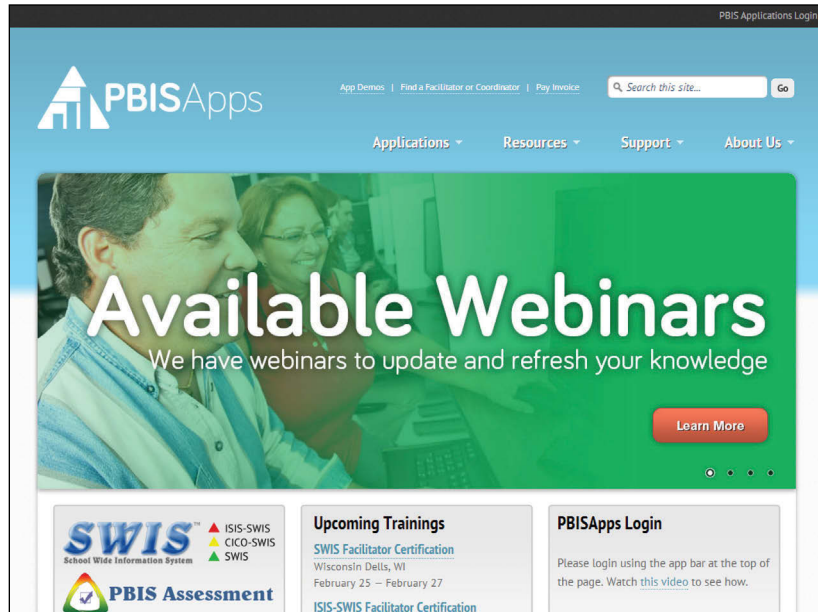 PBIS Applications Login
PBISApps
App Demos | Find a Facilitator or Coordinator | Pay Invoice
Search this site...
Go
Applications
Resources
Support
About Us
Available Webinars
We have webinars to update and refresh your knowledge
Learn More
SWIS™
School Wide Information System
ISIS-SWIS
CICO-SWIS
SWIS
PBIS Assessment
Upcoming Trainings
SWIS Facilitator Certification
Wisconsin Dells, WI
February 25 — February 27
ISIS-SWIS Facilitator Certification
PBISApps Login
Please login using the app bar at the top of
the page. Watch this video to see how.